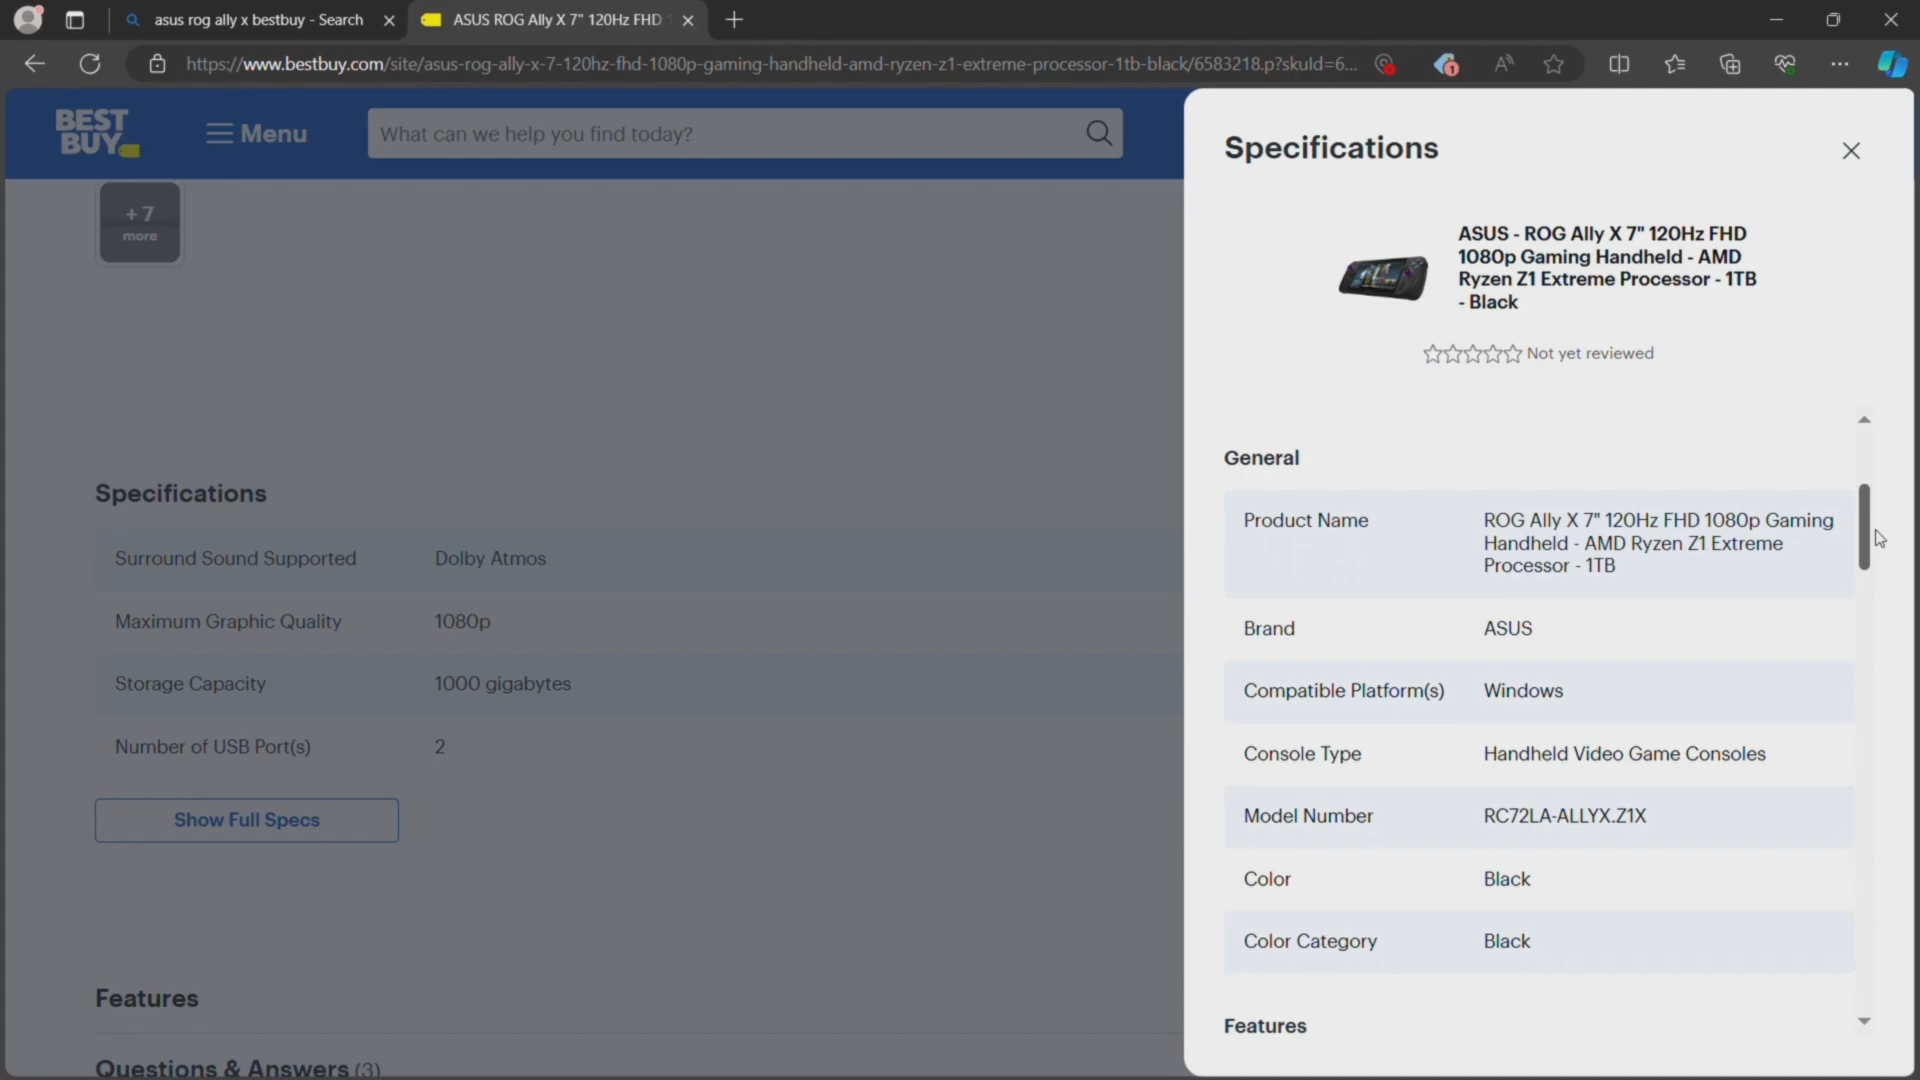 asus rog ally x bestbuy - Search
ASUS ROG Ally X 7" 120Hz FHD
https://www.bestbuy.com/site/asus-rog-ally-x-7-120hz-fhd-1080p-gaming-handheld-amd-ryzen-z1-extreme-processor-1tb-black/6583218.p?skuId=6...
1
BEST
BUY
Menu
What can we help you find today?
+ 7
more
Specifications
Surround Sound Supported Dolby Atmos
Maximum Graphic Quality 1080p
Storage Capacity 1000 gigabytes
Number of USB Port(s) 2
Show Full Specs
Features
Questions & Answers (3)
Specifications
ASUS - ROG Ally X 7" 120Hz FHD
1080p Gaming Handheld - AMD
Ryzen Z1 Extreme Processor - 1TB
- Black
Not yet reviewed
General
Product Name ROG Ally X 7" 120Hz FHD 1080p Gaming
Handheld - AMD Ryzen Z1 Extreme
Processor - 1TB
Brand ASUS
Compatible Platform(s) Windows
Console Type Handheld Video Game Consoles
Model Number RC72LA-ALLYX.Z1X
Color Black
Color Category Black
Features